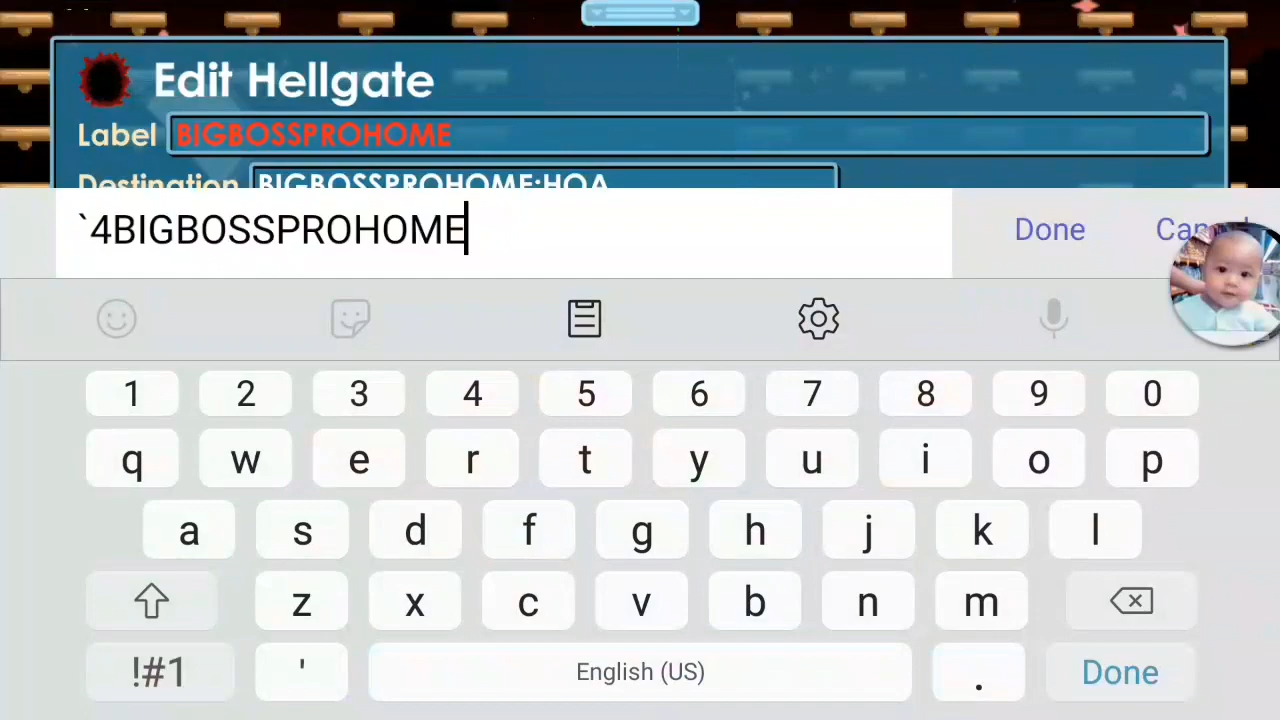 Edit Hellgate
Label BIGBOSSPROHOME
Destination BIGBOSSPROHOME:HOA
`4BIGBOSSPROHOME
Done
1 2 3 4 5 6 7 8 9 0
q w e r t y u i o p
a s d f g h j k l
z x c v b n m
!#1 ' English (US) . Done